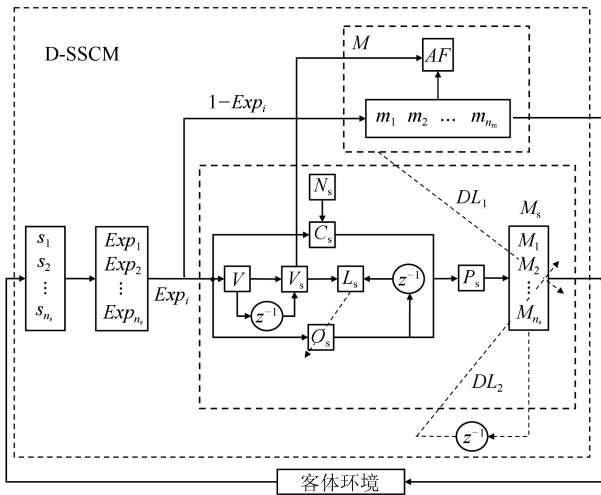 D-SSCM
M
AF
1−Exp_i
m_1 m_2 … m_{n_m}
DL_1
N_s
M_s
C_s
s_1
s_2
⋮
s_{n_s}
Exp_1
Exp_2
⋮
Exp_{n_s}
Exp_i
V
V_s
L_s
z^{-1}
P_s
M_1
M_2
⋮
M_{n_s}
z^{-1}
O_s
DL_2
z^{-1}
客体环境